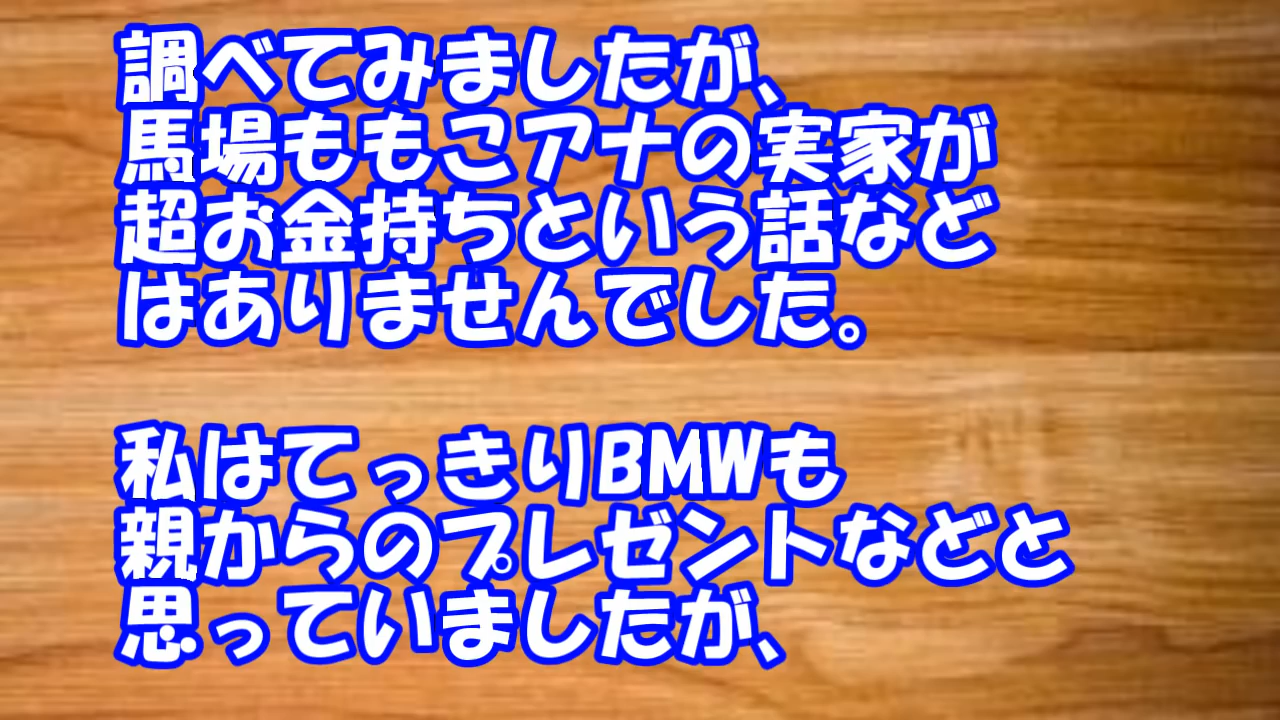 調べてみましたが、
馬場ももこアナの実家が
超お金持ちという話など
はありませんでした。
私はてっきりBMWも
親からのプレゼントなどと
思っていましたが、